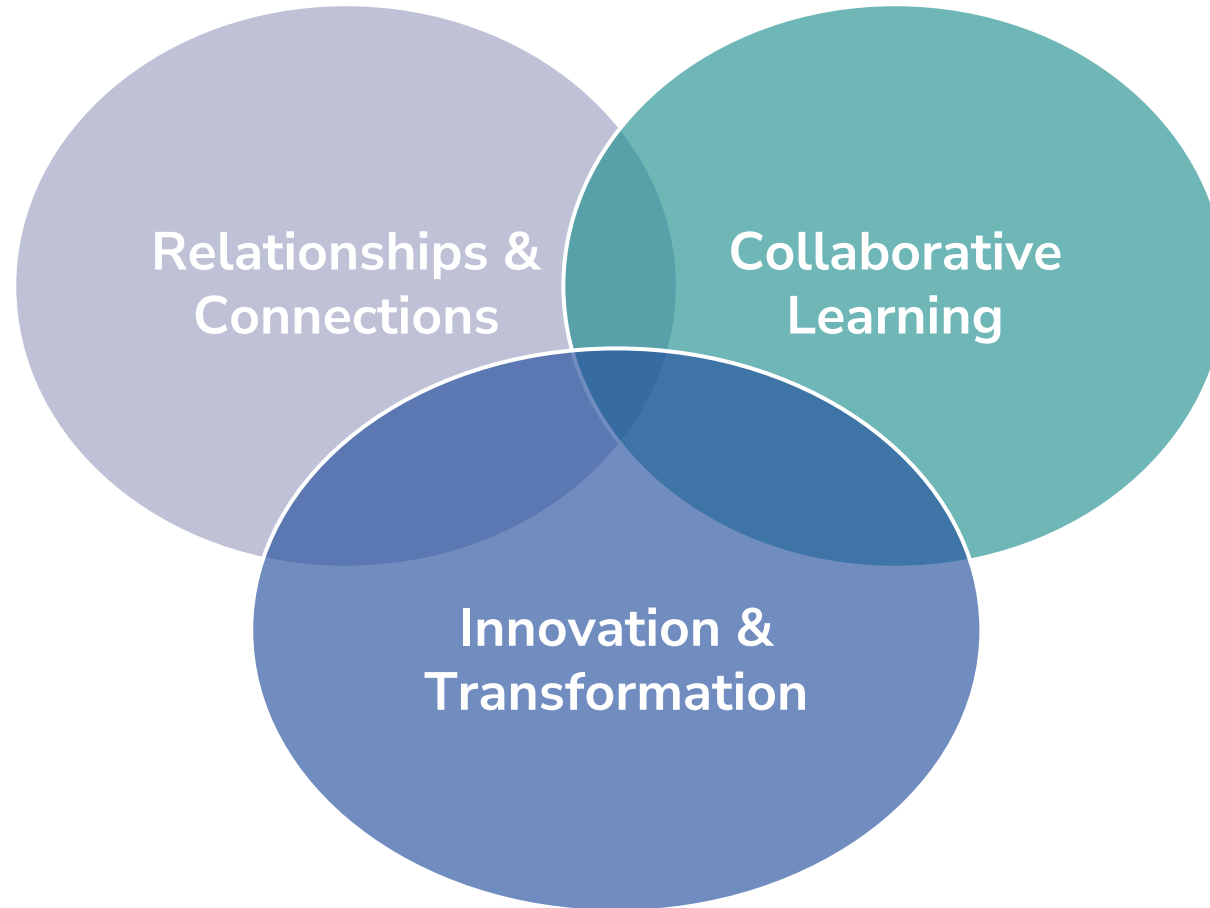 Relationships &
Connections
Collaborative
Learning
Innovation &
Transformation